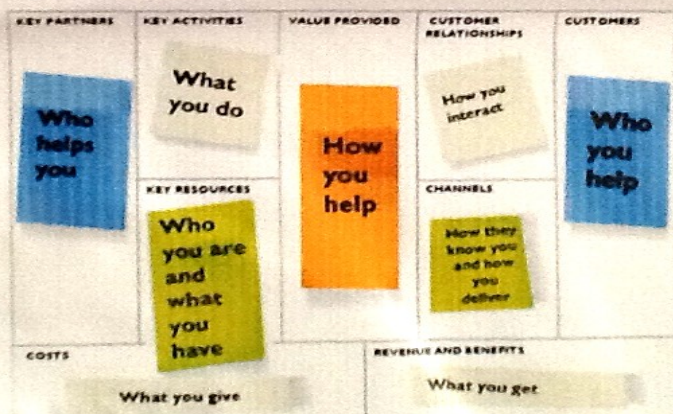 KEY PARTNERS
Who
helps
you
KEY ACTIVITIES
What
you do
KEY RESOURCES
Who
you are
and
what
you
have
VALUE PROVIDED
How
you
help
CUSTOMER
RELATIONSHIPS
How you
interact
CHANNELS
How they
know you
and how
you
deliver
CUSTOMERS
Who
you
help
COSTS
What you give
REVENUE AND BENEFITS
What you get